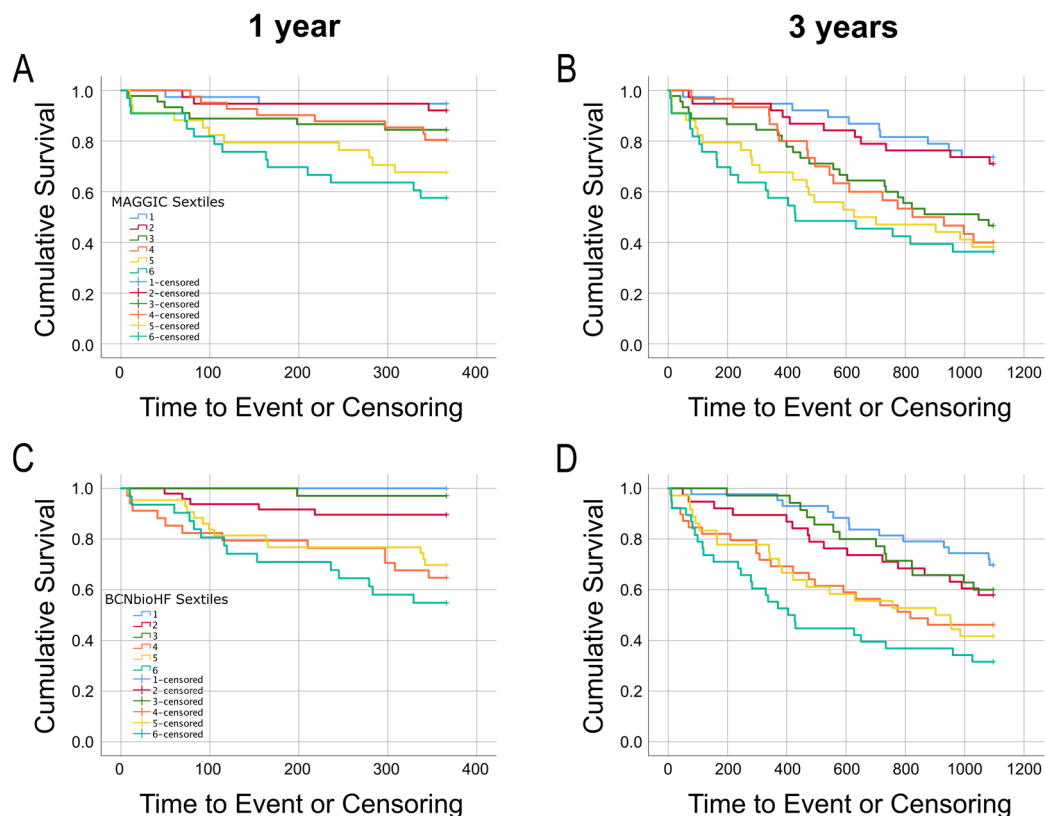 1 year
3 years
A
1.0
0.8
0.6
0.4
0.2
0.0
Cumulative Survival
MAGGIC Sextiles
1
2
3
4
5
6
1-censored
2-censored
3-censored
4-censored
5-censored
6-censored
0 100 200 300 400
Time to Event or Censoring
B
1.0
0.8
0.6
0.4
0.2
0.0
Cumulative Survival
0 200 400 600 800 1000 1200
Time to Event or Censoring
C
1.0
0.8
0.6
0.4
0.2
0.0
Cumulative Survival
BCNbioHF Sextiles
1
2
3
4
5
6
1-censored
2-censored
3-censored
4-censored
5-censored
6-censored
0 100 200 300 400
Time to Event or Censoring
D
1.0
0.8
0.6
0.4
0.2
0.0
Cumulative Survival
0 200 400 600 800 1000 1200
Time to Event or Censoring